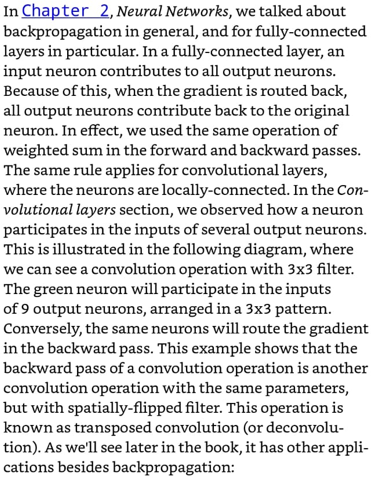 In Chapter 2, Neural Networks, we talked about
backpropagation in general, and for fully-connected
layers in particular. In a fully-connected layer, an
input neuron contributes to all output neurons.
Because of this, when the gradient is routed back,
all output neurons contribute back to the original
neuron. In effect, we used the same operation of
weighted sum in the forward and backward passes.
The same rule applies for convolutional layers,
where the neurons are locally-connected. In the Con-
volutional layers section, we observed how a neuron
participates in the inputs of several output neurons.
This is illustrated in the following diagram, where
we can see a convolution operation with 3x3 filter.
The green neuron will participate in the inputs
of 9 output neurons, arranged in a 3x3 pattern.
Conversely, the same neurons will route the gradient
in the backward pass. This example shows that the
backward pass of a convolution operation is another
convolution operation with the same parameters,
but with spatially-flipped filter. This operation is
known as transposed convolution (or deconvolu-
tion). As we'll see later in the book, it has other appli-
cations besides backpropagation: